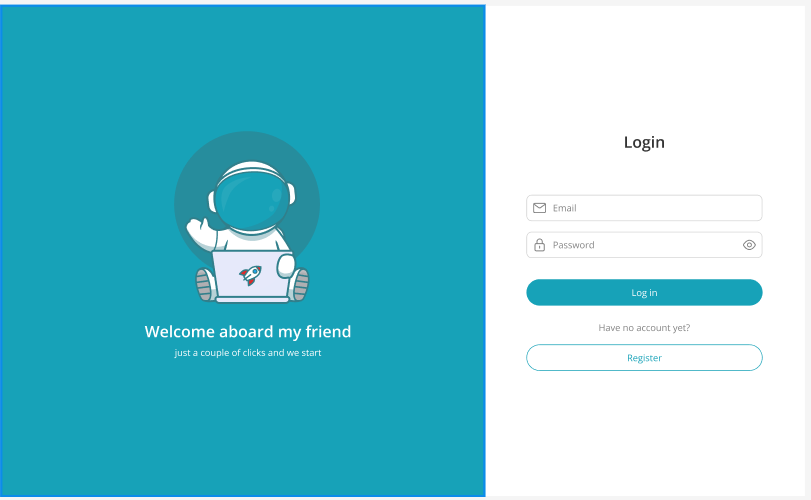 Welcome aboard my friend
just a couple of clicks and we start
Login
Email
Password
Log in
Have no account yet?
Register